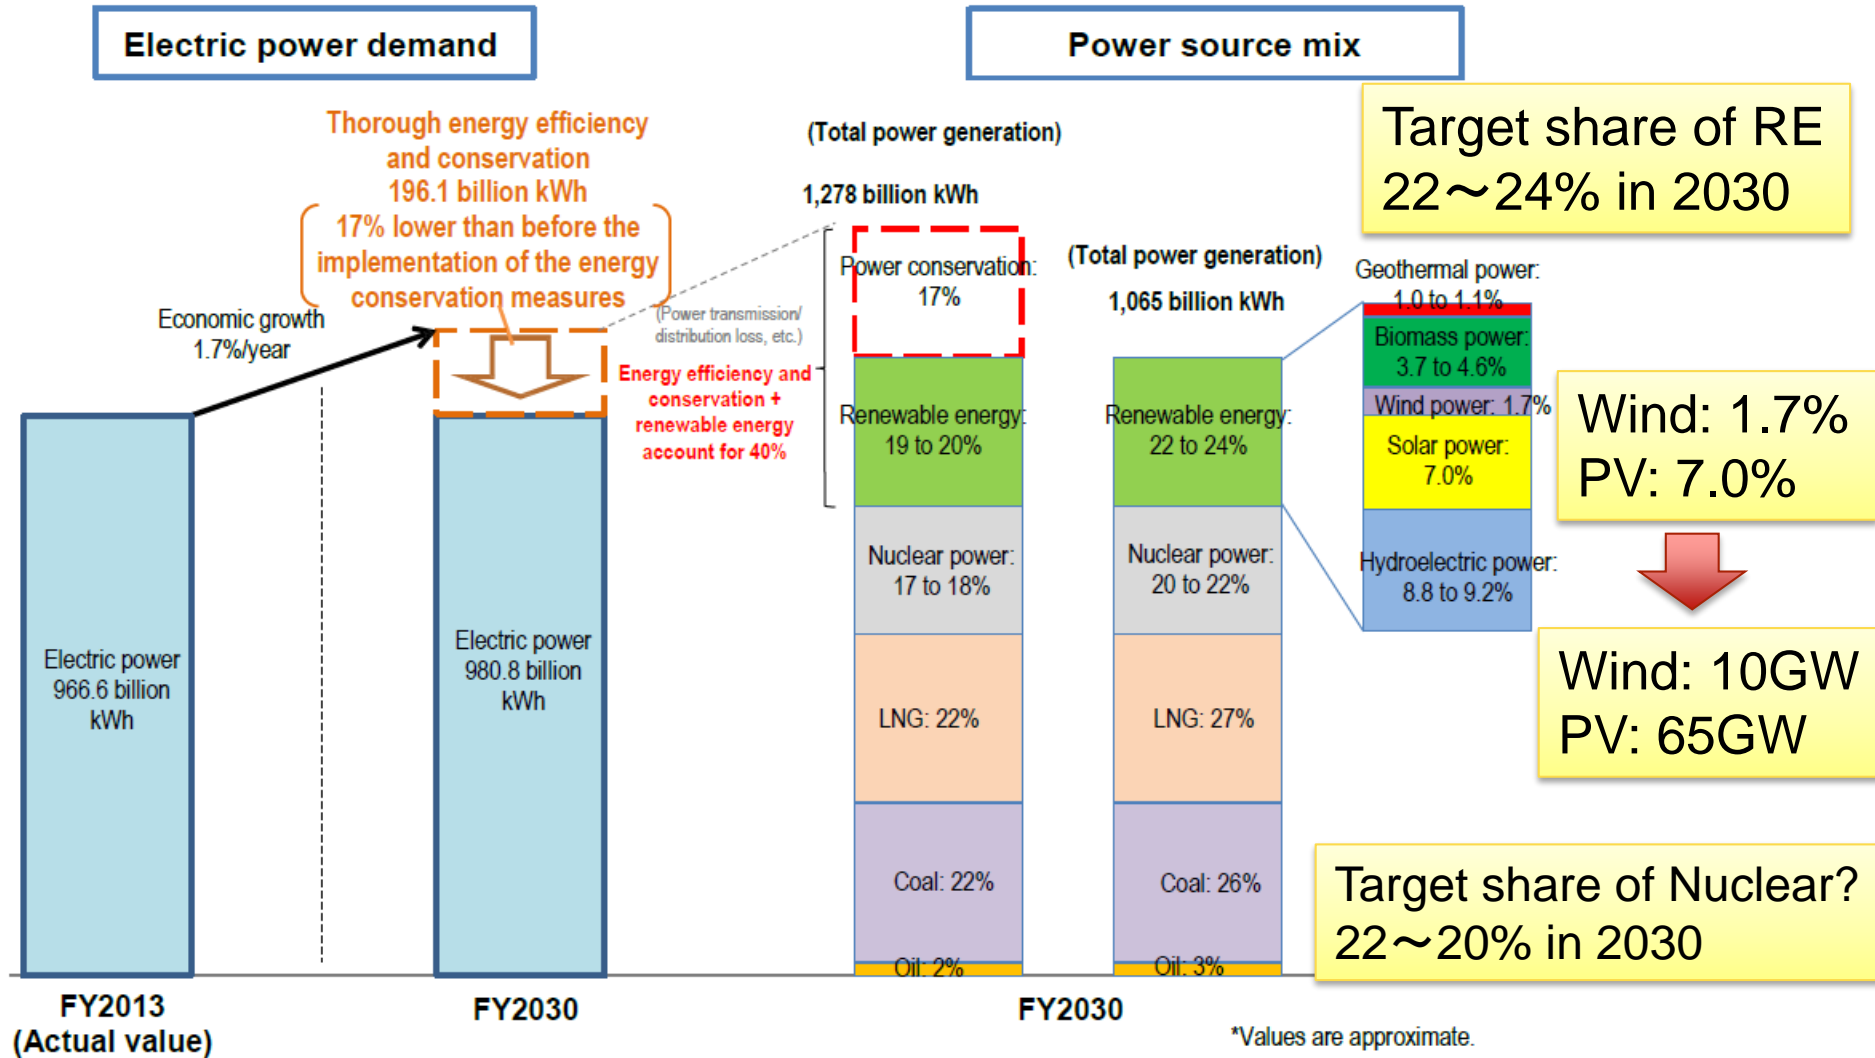 Electric power demand
Power source mix
Thorough energy efficiency
and conservation
196.1 billion kWh
17% lower than before the
implementation of the energy
conservation measures
Economic growth
1.7%/year
Electric power
966.6 billion
kWh
Electric power
980.8 billion
kWh
(Power transmission/
distribution loss, etc.)
Energy efficiency and
conservation +
renewable energy
account for 40%
(Total power generation)
1,278 billion kWh
Power conservation:
17%
Renewable energy:
19 to 20%
Nuclear power:
17 to 18%
LNG: 22%
Coal: 22%
Oil: 2%
(Total power generation)
1,065 billion kWh
Renewable energy:
22 to 24%
Nuclear power:
20 to 22%
LNG: 27%
Coal: 26%
Oil: 3%
Geothermal power:
1.0 to 1.1%
Biomass power:
3.7 to 4.6%
Wind power: 1.7%
Solar power:
7.0%
Hydroelectric power:
8.8 to 9.2%
Target share of RE
22～24% in 2030
Wind: 1.7%
PV: 7.0%
Wind: 10GW
PV: 65GW
Target share of Nuclear?
22～20% in 2030
FY2013
(Actual value)
FY2030
FY2030
*Values are approximate.